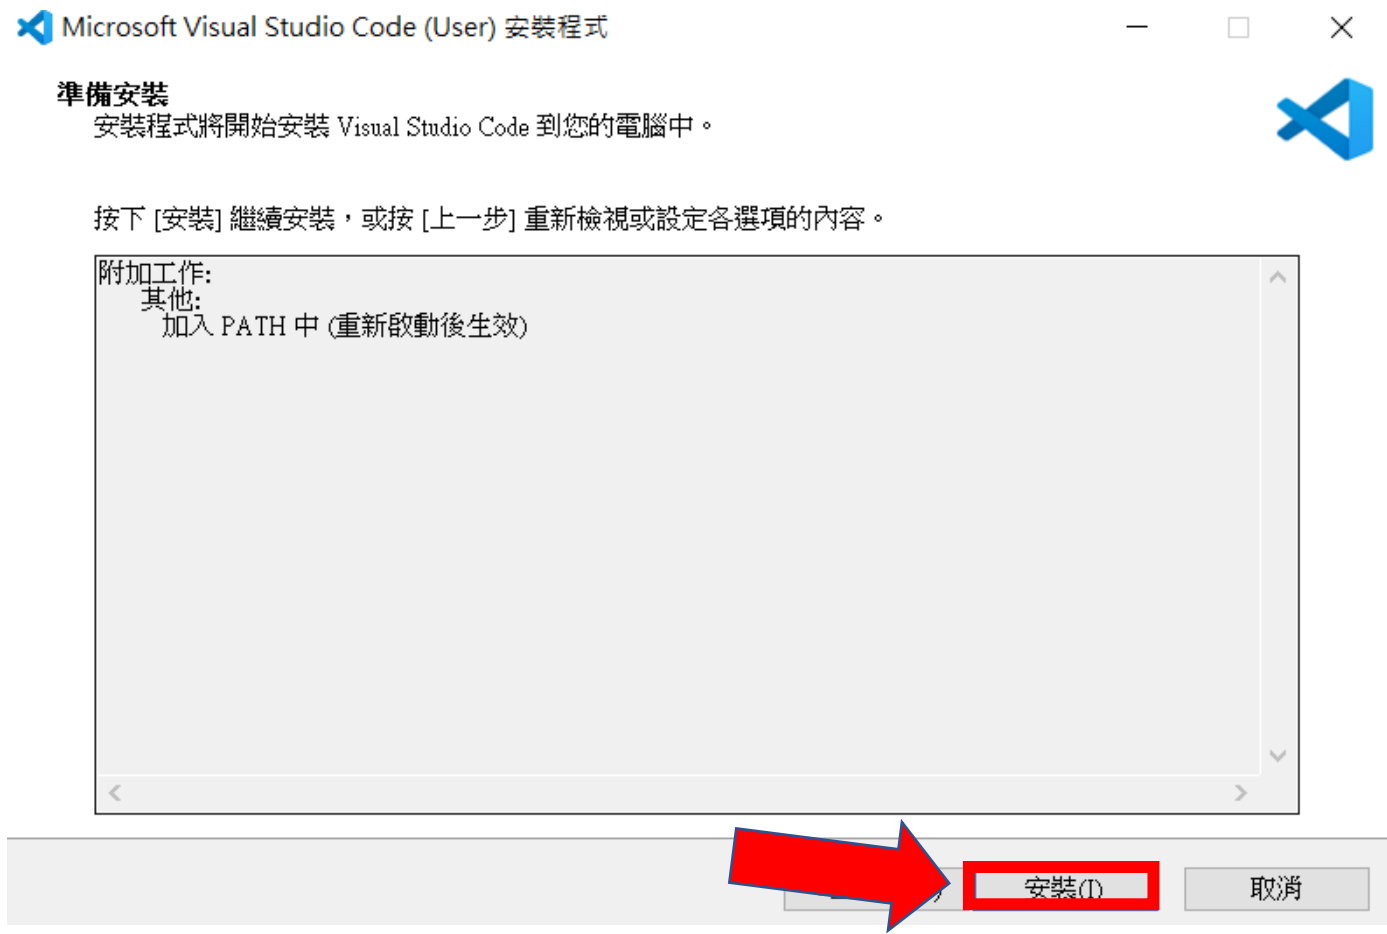 Microsoft Visual Studio Code (User) 安裝程式
準備安裝
安裝程式將開始安裝 Visual Studio Code 到您的電腦中。
按下 [安裝] 繼續安裝，或按 [上一步] 重新檢視或設定各選項的內容。
附加工作:
其他:
加入 PATH 中 (重新啟動後生效)
安裝(I)
取消